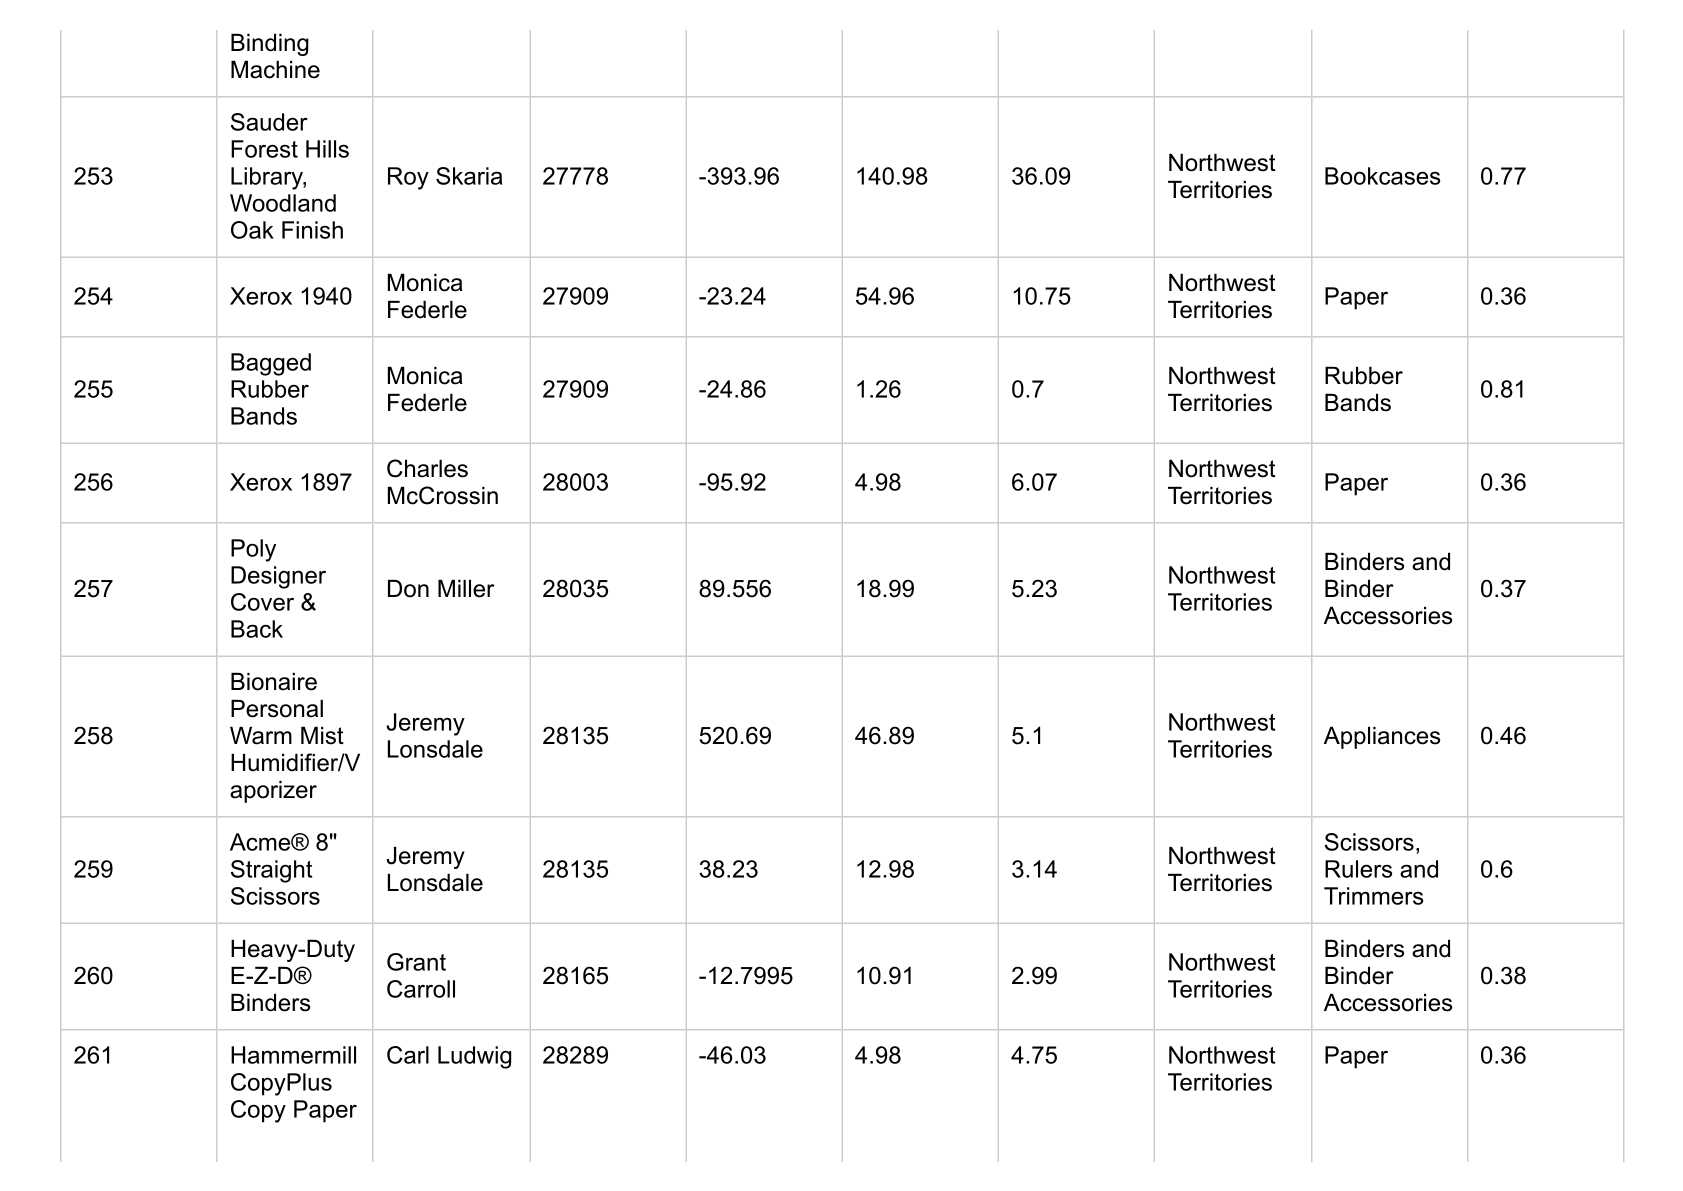 Binding
Machine
253
Sauder
Forest Hills
Library,
Woodland
Oak Finish
Roy Skaria
27778
-393.96
140.98
36.09
Northwest
Territories
Bookcases
0.77
254
Xerox 1940
Monica
Federle
27909
-23.24
54.96
10.75
Northwest
Territories
Paper
0.36
255
Bagged
Rubber
Bands
Monica
Federle
27909
-24.86
1.26
0.7
Northwest
Territories
Rubber
Bands
0.81
256
Xerox 1897
Charles
McCrossin
28003
-95.92
4.98
6.07
Northwest
Territories
Paper
0.36
257
Poly
Designer
Cover &
Back
Don Miller
28035
89.556
18.99
5.23
Northwest
Territories
Binders and
Binder
Accessories
0.37
258
Bionaire
Personal
Warm Mist
Humidifier/V
aporizer
Jeremy
Lonsdale
28135
520.69
46.89
5.1
Northwest
Territories
Appliances
0.46
259
Acme® 8"
Straight
Scissors
Jeremy
Lonsdale
28135
38.23
12.98
3.14
Northwest
Territories
Scissors,
Rulers and
Trimmers
0.6
260
Heavy-Duty
E-Z-D®
Binders
Grant
Carroll
28165
-12.7995
10.91
2.99
Northwest
Territories
Binders and
Binder
Accessories
0.38
261
Hammermill
CopyPlus
Copy Paper
Carl Ludwig
28289
-46.03
4.98
4.75
Northwest
Territories
Paper
0.36